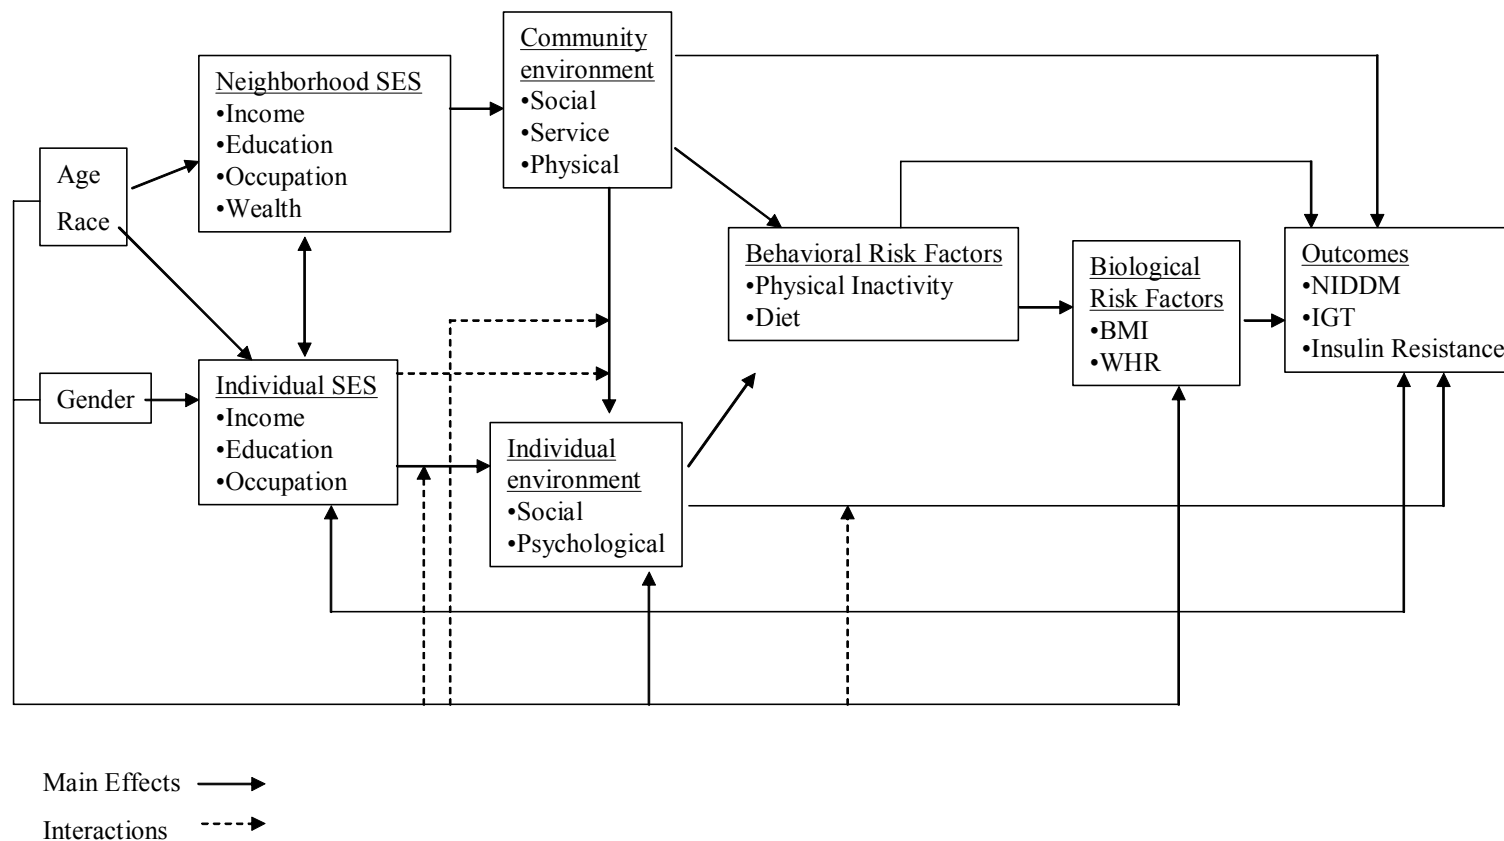 Age
Race
Gender
Neighborhood SES
•Income
•Education
•Occupation
•Wealth
Individual SES
•Income
•Education
•Occupation
Community
environment
•Social
•Service
•Physical
Individual
environment
•Social
•Psychological
Behavioral Risk Factors
•Physical Inactivity
•Diet
Biological
Risk Factors
•BMI
•WHR
Outcomes
•NIDDM
•IGT
•Insulin Resistance
Main Effects
Interactions